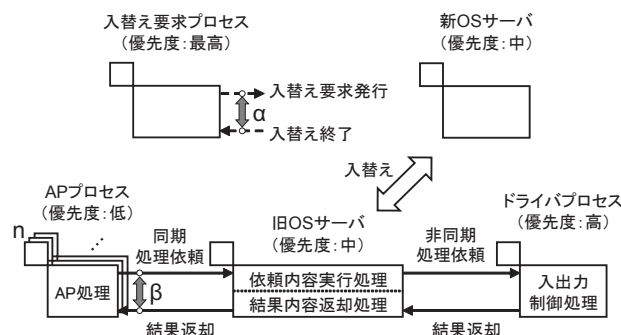 入替え要求プロセス
(優先度:最高)
新OSサーバ
(優先度:中)
入替え要求発行
α
入替え終了
入替え
APプロセス
(優先度:低)
n
…
AP処理
同期
処理依頼
β
結果返却
旧OSサーバ
(優先度:中)
依頼内容実行処理
結果内容返却処理
非同期
処理依頼
結果返却
ドライバプロセス
(優先度:高)
入出力
制御処理